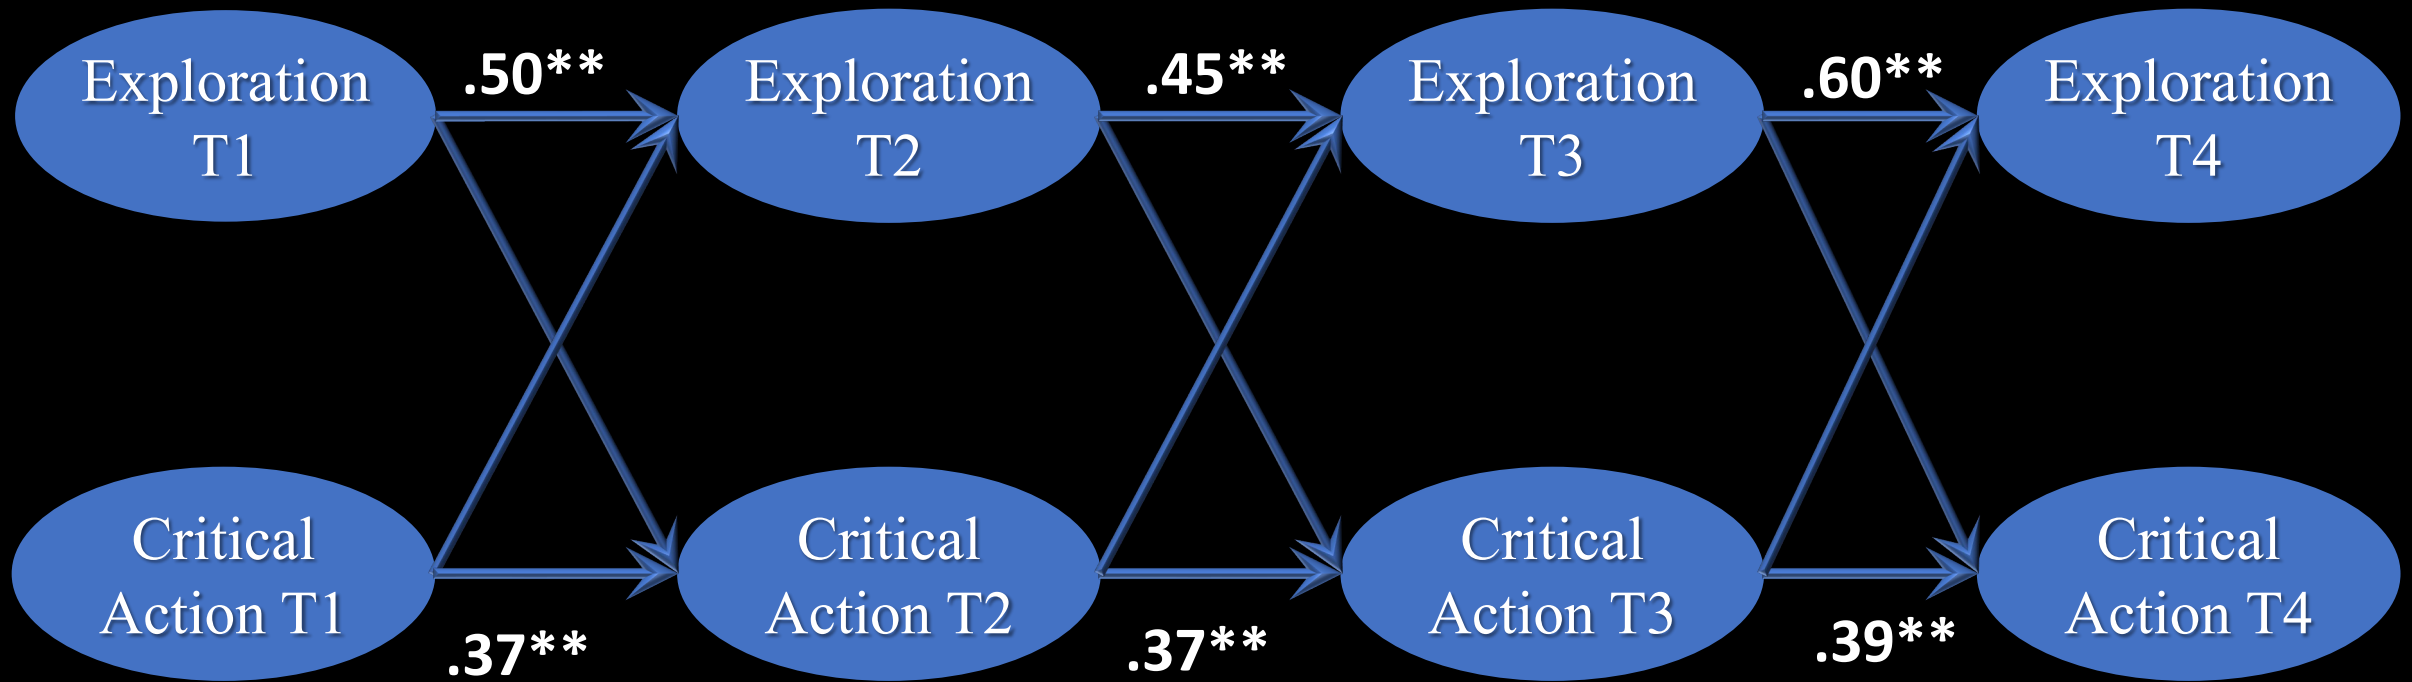 Exploration
T1
.50**
Exploration
T2
.45**
Exploration
T3
.60**
Exploration
T4
Critical
Action T1
.37**
Critical
Action T2
.37**
Critical
Action T3
.39**
Critical
Action T4